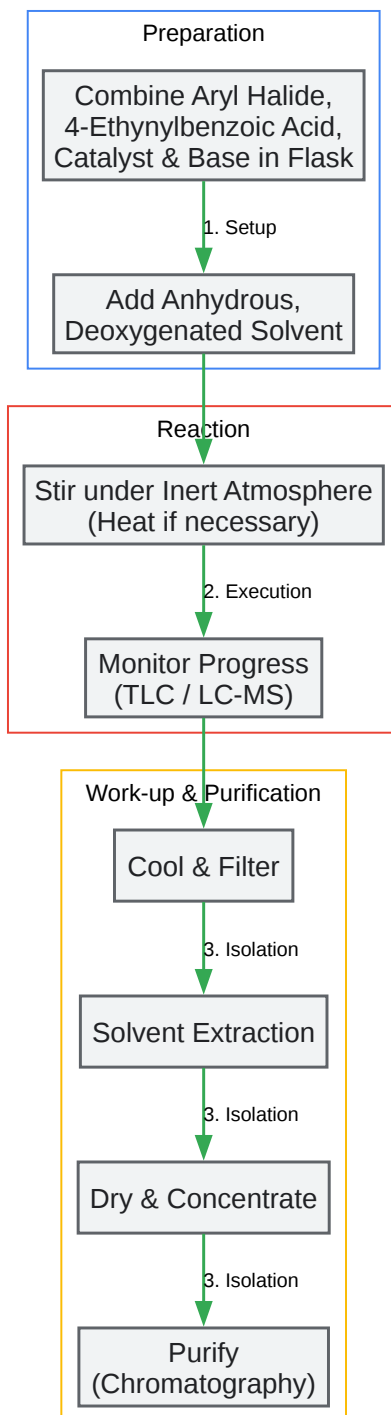 Preparation
Combine Aryl Halide,
4-Ethynylbenzoic Acid,
Catalyst & Base in Flask
1. Setup
Add Anhydrous,
Deoxygenated Solvent
Reaction
Stir under Inert Atmosphere
(Heat if necessary)
2. Execution
Monitor Progress
(TLC / LC-MS)
Work-up & Purification
Cool & Filter
3. Isolation
Solvent Extraction
3. Isolation
Dry & Concentrate
3. Isolation
Purify
(Chromatography)